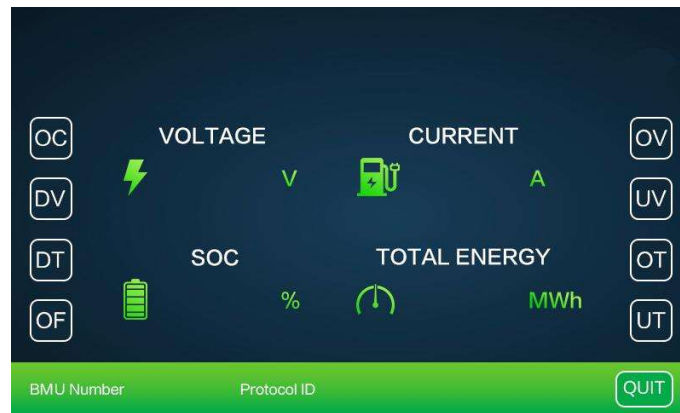 OC VOLTAGE CURRENT OV
V A
DV UV
DT SOC TOTAL ENERGY OT
% MWh
OF UT
BMU Number Protocol ID QUIT